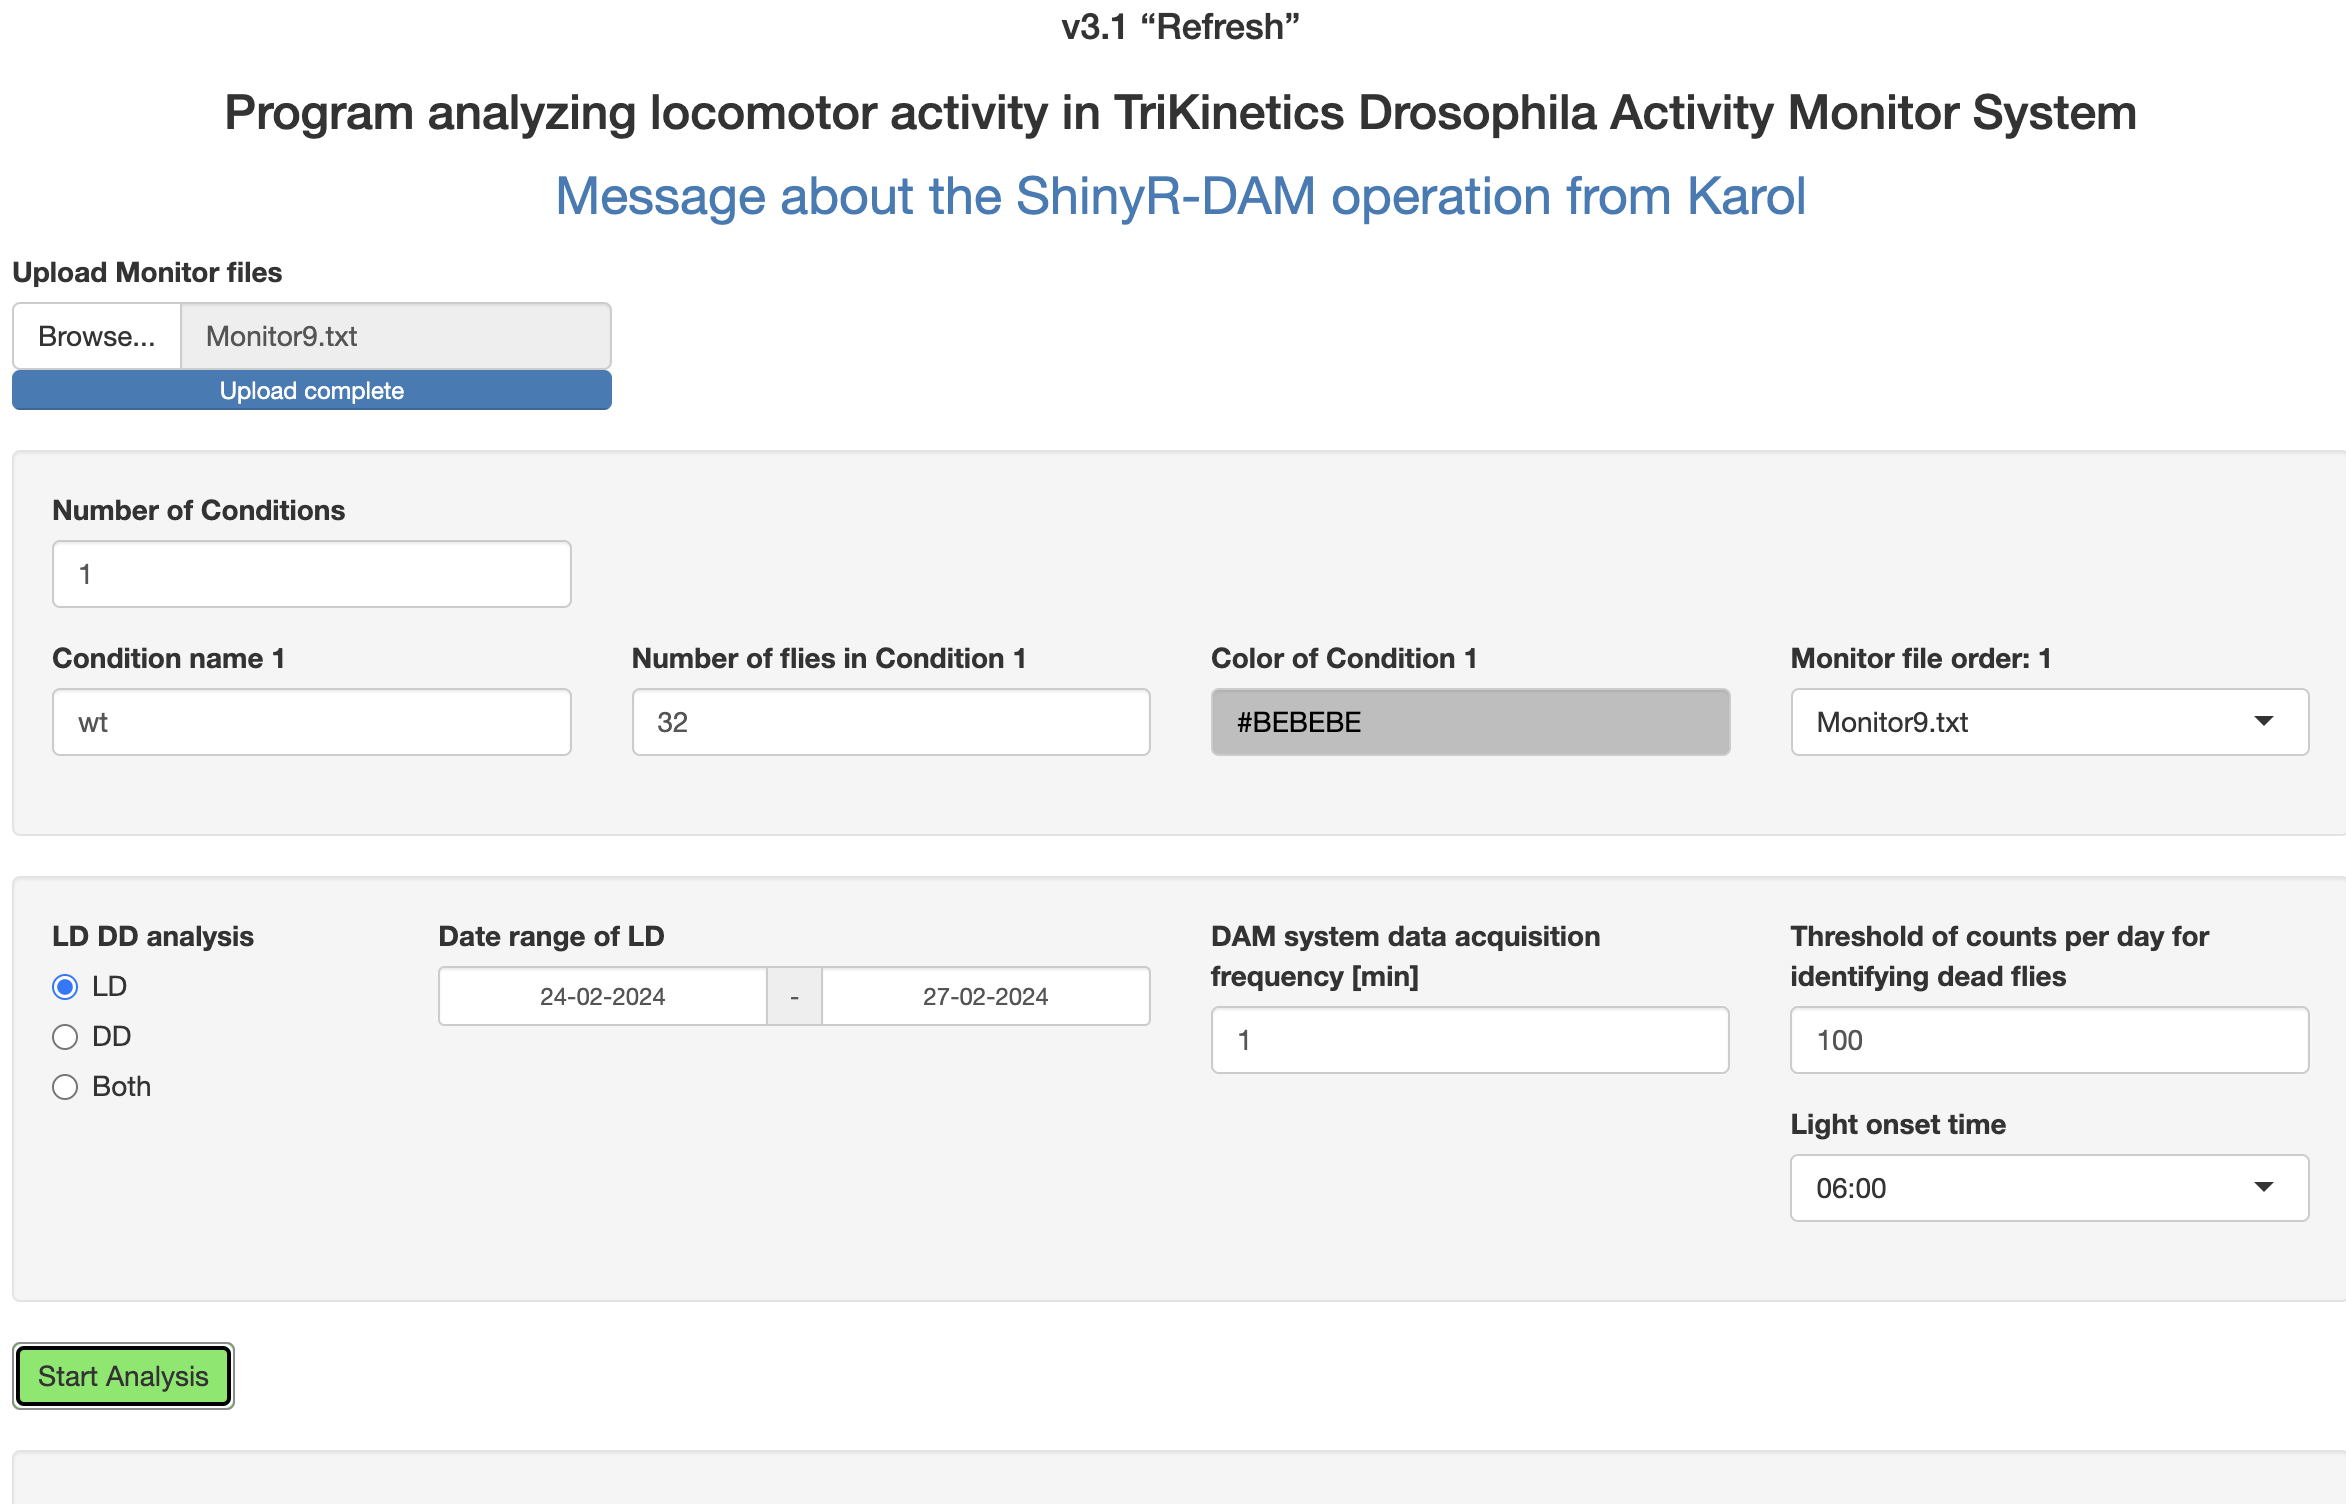 v3.1 “Refresh”
Program analyzing locomotor activity in TriKinetics Drosophila Activity Monitor System
Message about the ShinyR-DAM operation from Karol
Upload Monitor files
Browse... Monitor9.txt
Upload complete
Number of Conditions
1
Condition name 1
wt
Number of flies in Condition 1
32
Color of Condition 1
#BEBEBE
Monitor file order: 1
Monitor9.txt
LD DD analysis
LD
DD
Both
Date range of LD
24-02-2024 - 27-02-2024
DAM system data acquisition
frequency [min]
1
Threshold of counts per day for
identifying dead flies
100
Light onset time
06:00
Start Analysis